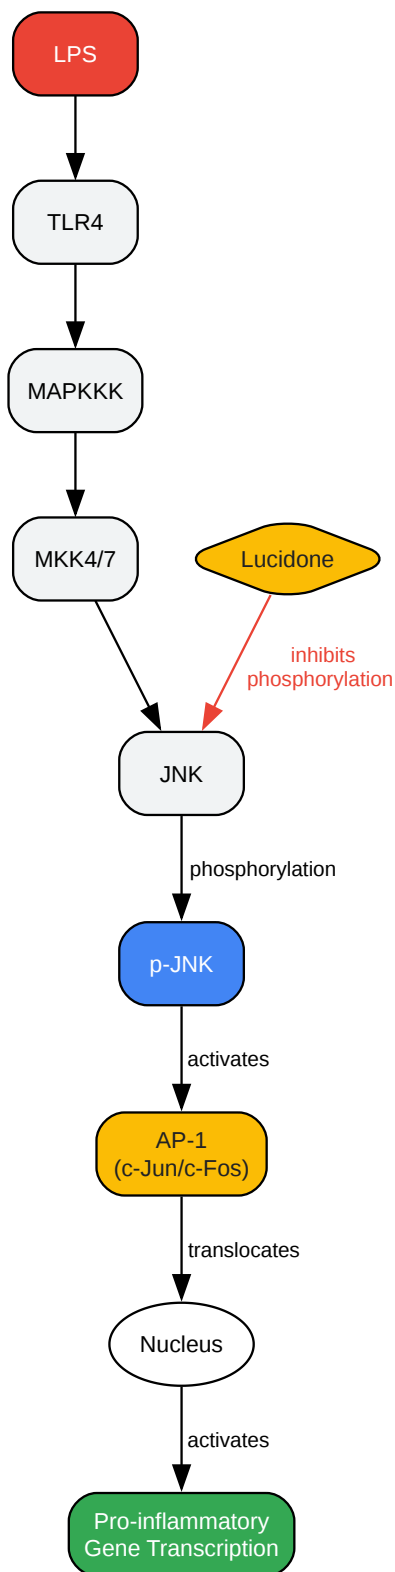 LPS
TLR4
MAPKKK
MKK4/7
Lucidone
inhibits
phosphorylation
JNK
phosphorylation
p-JNK
activates
AP-1
(c-Jun/c-Fos)
translocates
Nucleus
activates
Pro-inflammatory
Gene Transcription